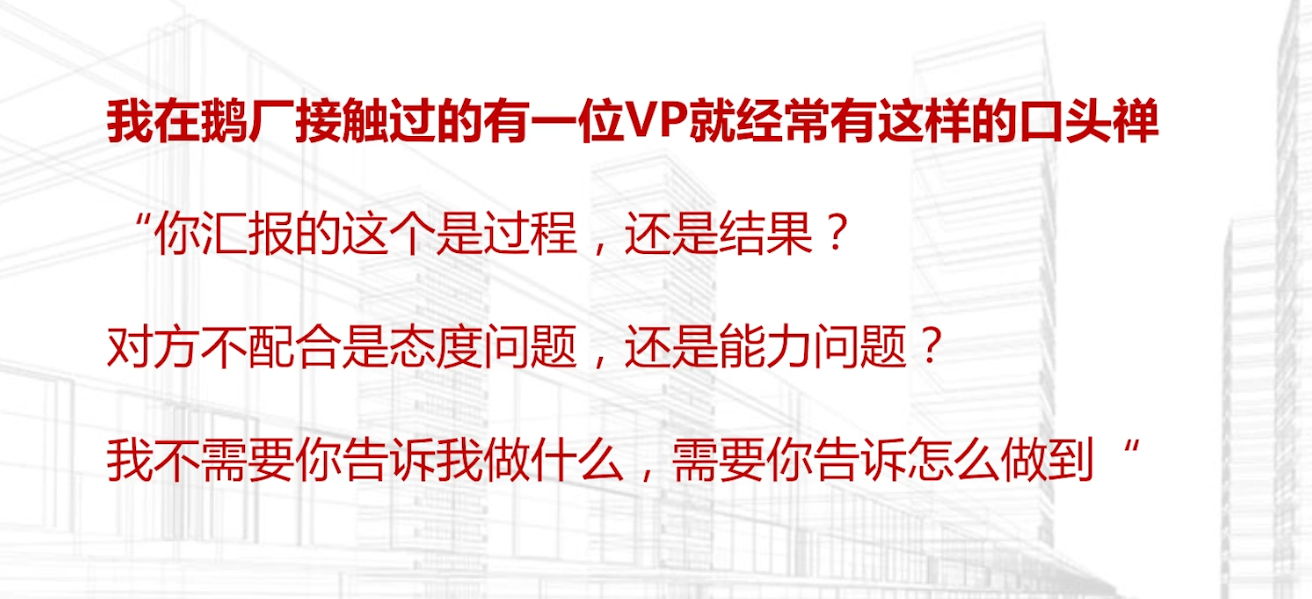 我在鹅厂接触过的有一位VP就经常有这样的口头禅
“你汇报的这个是过程，还是结果？
对方不配合是态度问题，还是能力问题？
我不需要你告诉我做什么，需要你告诉怎么做到“